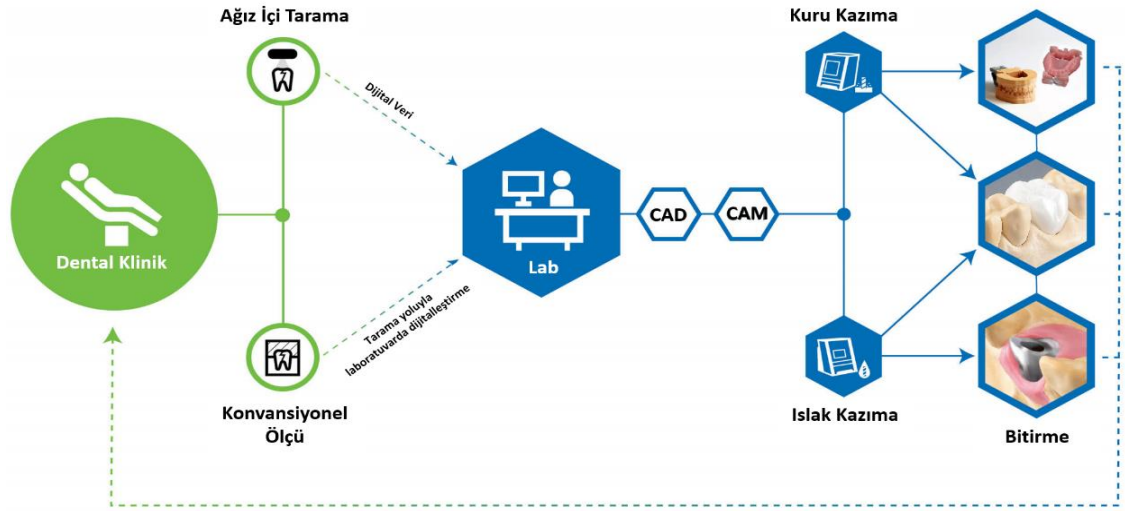 Ağız İçi Tarama
Kuru Kazıma
Dijital Veri
CAD
CAM
Dental Klinik
Lab
Tarama yoluyla
laboratuvarda dijitalleştirme
Konvansiyonel
Ölçü
Islak Kazıma
Bitirme